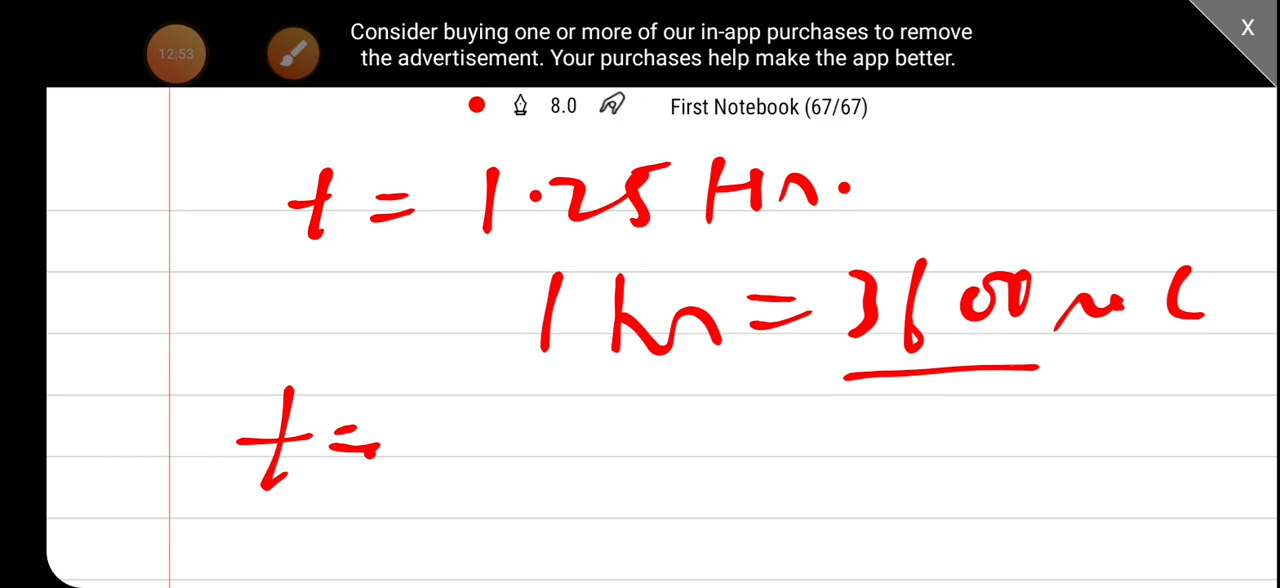 Consider buying one or more of our in-app purchases to remove
the advertisement. Your purchases help make the app better.
X
12:53
8.0 First Notebook (67/67)
t = 1.25 Hr.
1 hr = 3600 sec
t =